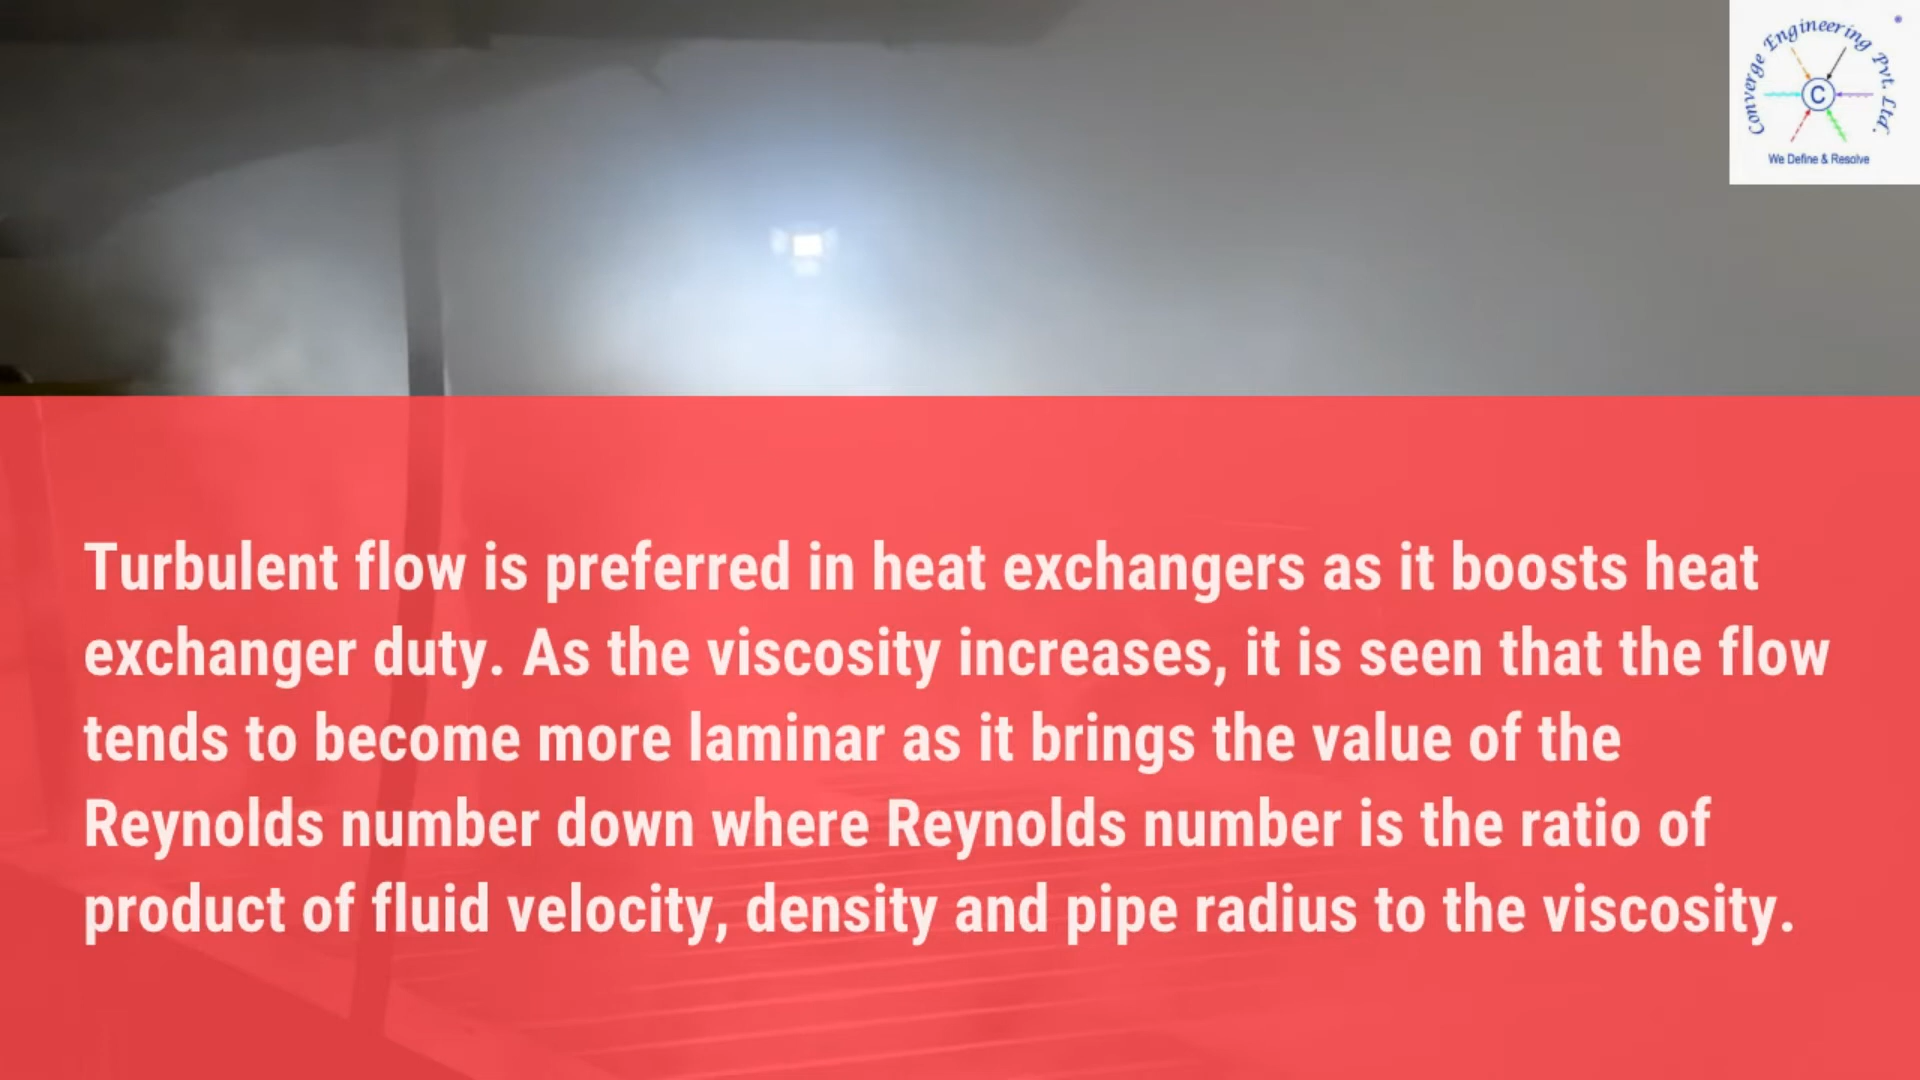 Converge Engineering Pvt. Ltd.
C
We Define & Resolve
Turbulent flow is preferred in heat exchangers as it boosts heat
exchanger duty. As the viscosity increases, it is seen that the flow
tends to become more laminar as it brings the value of the
Reynolds number down where Reynolds number is the ratio of
product of fluid velocity, density and pipe radius to the viscosity.